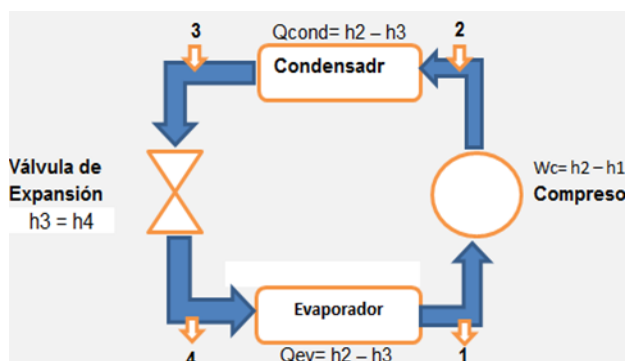 3
Qcond= h2 – h3
2
Condensadr
Válvula de
Expansión
h3 = h4
Wc= h2 – h1
Compreso
Evaporador
4
Qev= h2 – h3
1